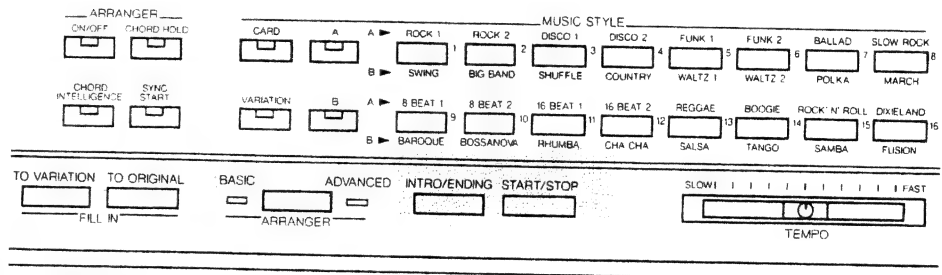 ARRANGER
MUSIC STYLE
ON/OFF CHORD HOLD CARD A A ► ROCK 1 ROCK 2 DISCO 1 DISCO 2 FUNK 1 FUNK 2 BALLAD SLOW ROCK
1 2 3 4 5 6 7 8
B ► SWING BIG BAND SHUFFLE COUNTRY WALTZ 1 WALTZ 2 POLKA MARCH
CHORD INTELLIGENCE SYNC START VARIATION B A ► 8 BEAT 1 8 BEAT 2 16 BEAT 1 16 BEAT 2 REGGAE BOOGIE ROCK' N' ROLL DIXIELAND
9 10 11 12 13 14 15 16
B ► BAROQUE BOSSANOVA RHUMBA CHA CHA SALSA TANGO SAMBA FUSION
TO VARIATION TO ORIGINAL BASIC ADVANCED INTRO/ENDING START/STOP SLOW FAST
FILL IN ARRANGER TEMPO